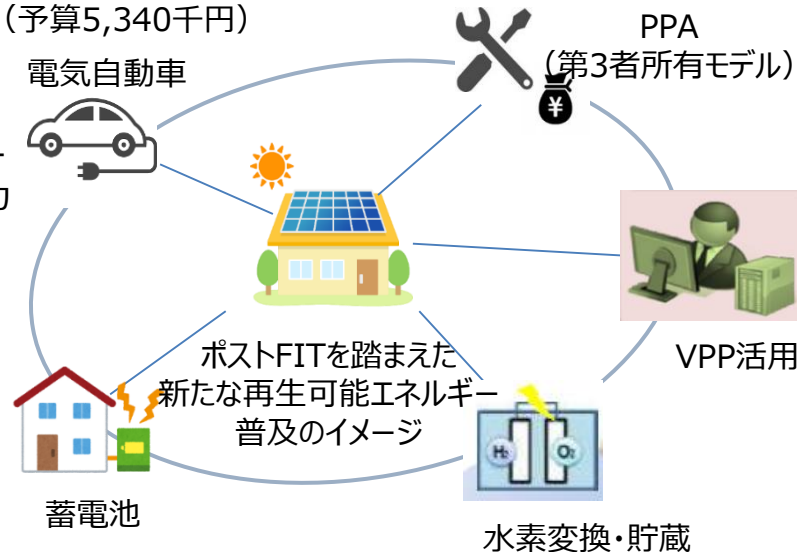 （予算5,340千円）
PPA
（第3者所有モデル）
電気自動車
¥
VPP活用
ポストFITを踏まえた
新たな再生可能エネルギー
普及のイメージ
H₂
O₂
蓄電池
水素変換・貯蔵